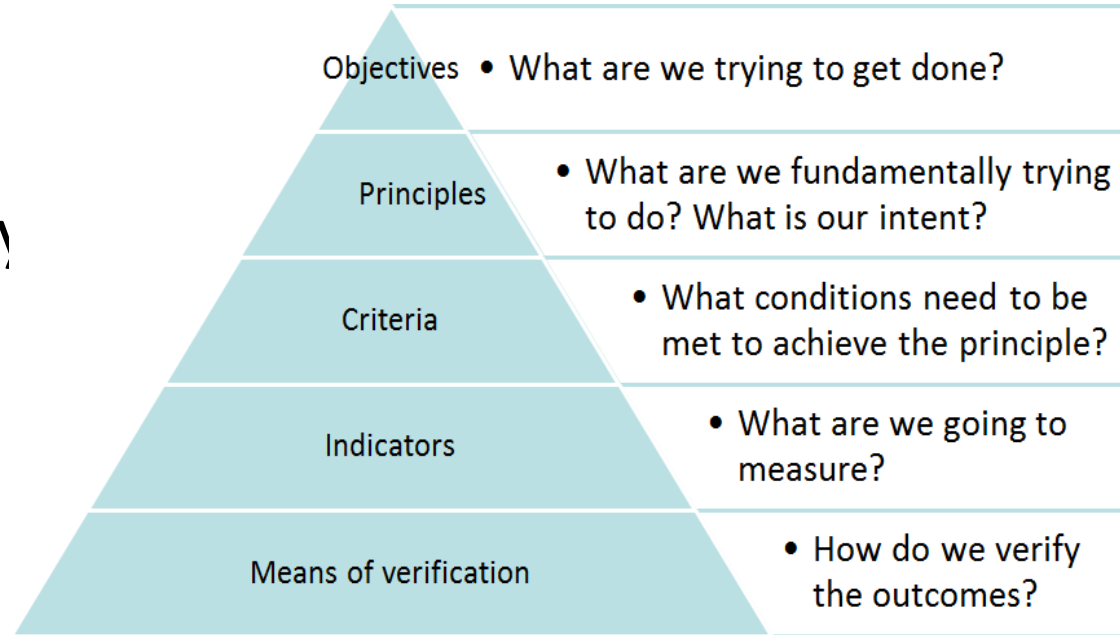 Objectives
• What are we trying to get done?
Principles
• What are we fundamentally trying
to do? What is our intent?
Criteria
• What conditions need to be
met to achieve the principle?
Indicators
• What are we going to
measure?
Means of verification
• How do we verify
the outcomes?